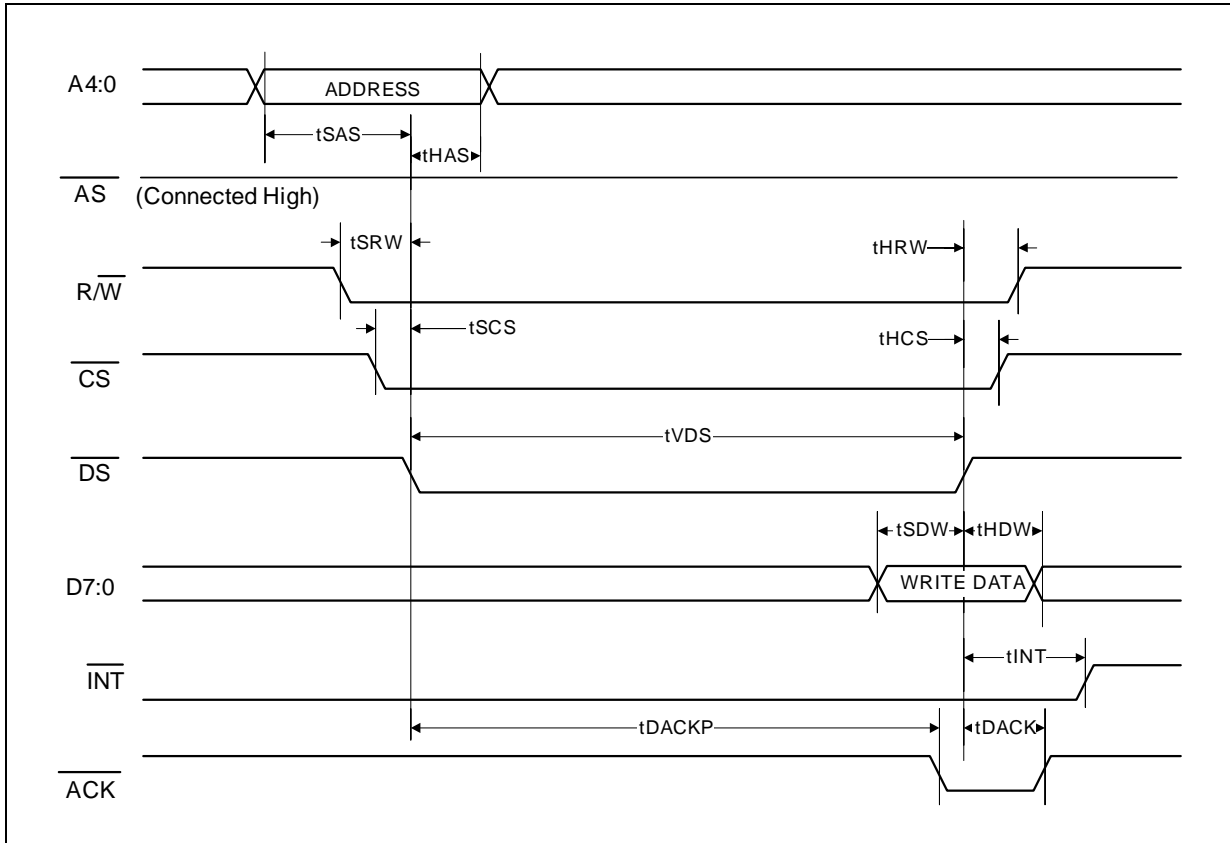 A4:0
ADDRESS
tSAS
tHAS
AS (Connected High)
tSRW
tHRW
R/W
tSCS
tHCS
CS
tVDS
DS
tSDW
tHDW
D7:0
WRITE DATA
tINT
INT
tDACKP
tDACK
ACK